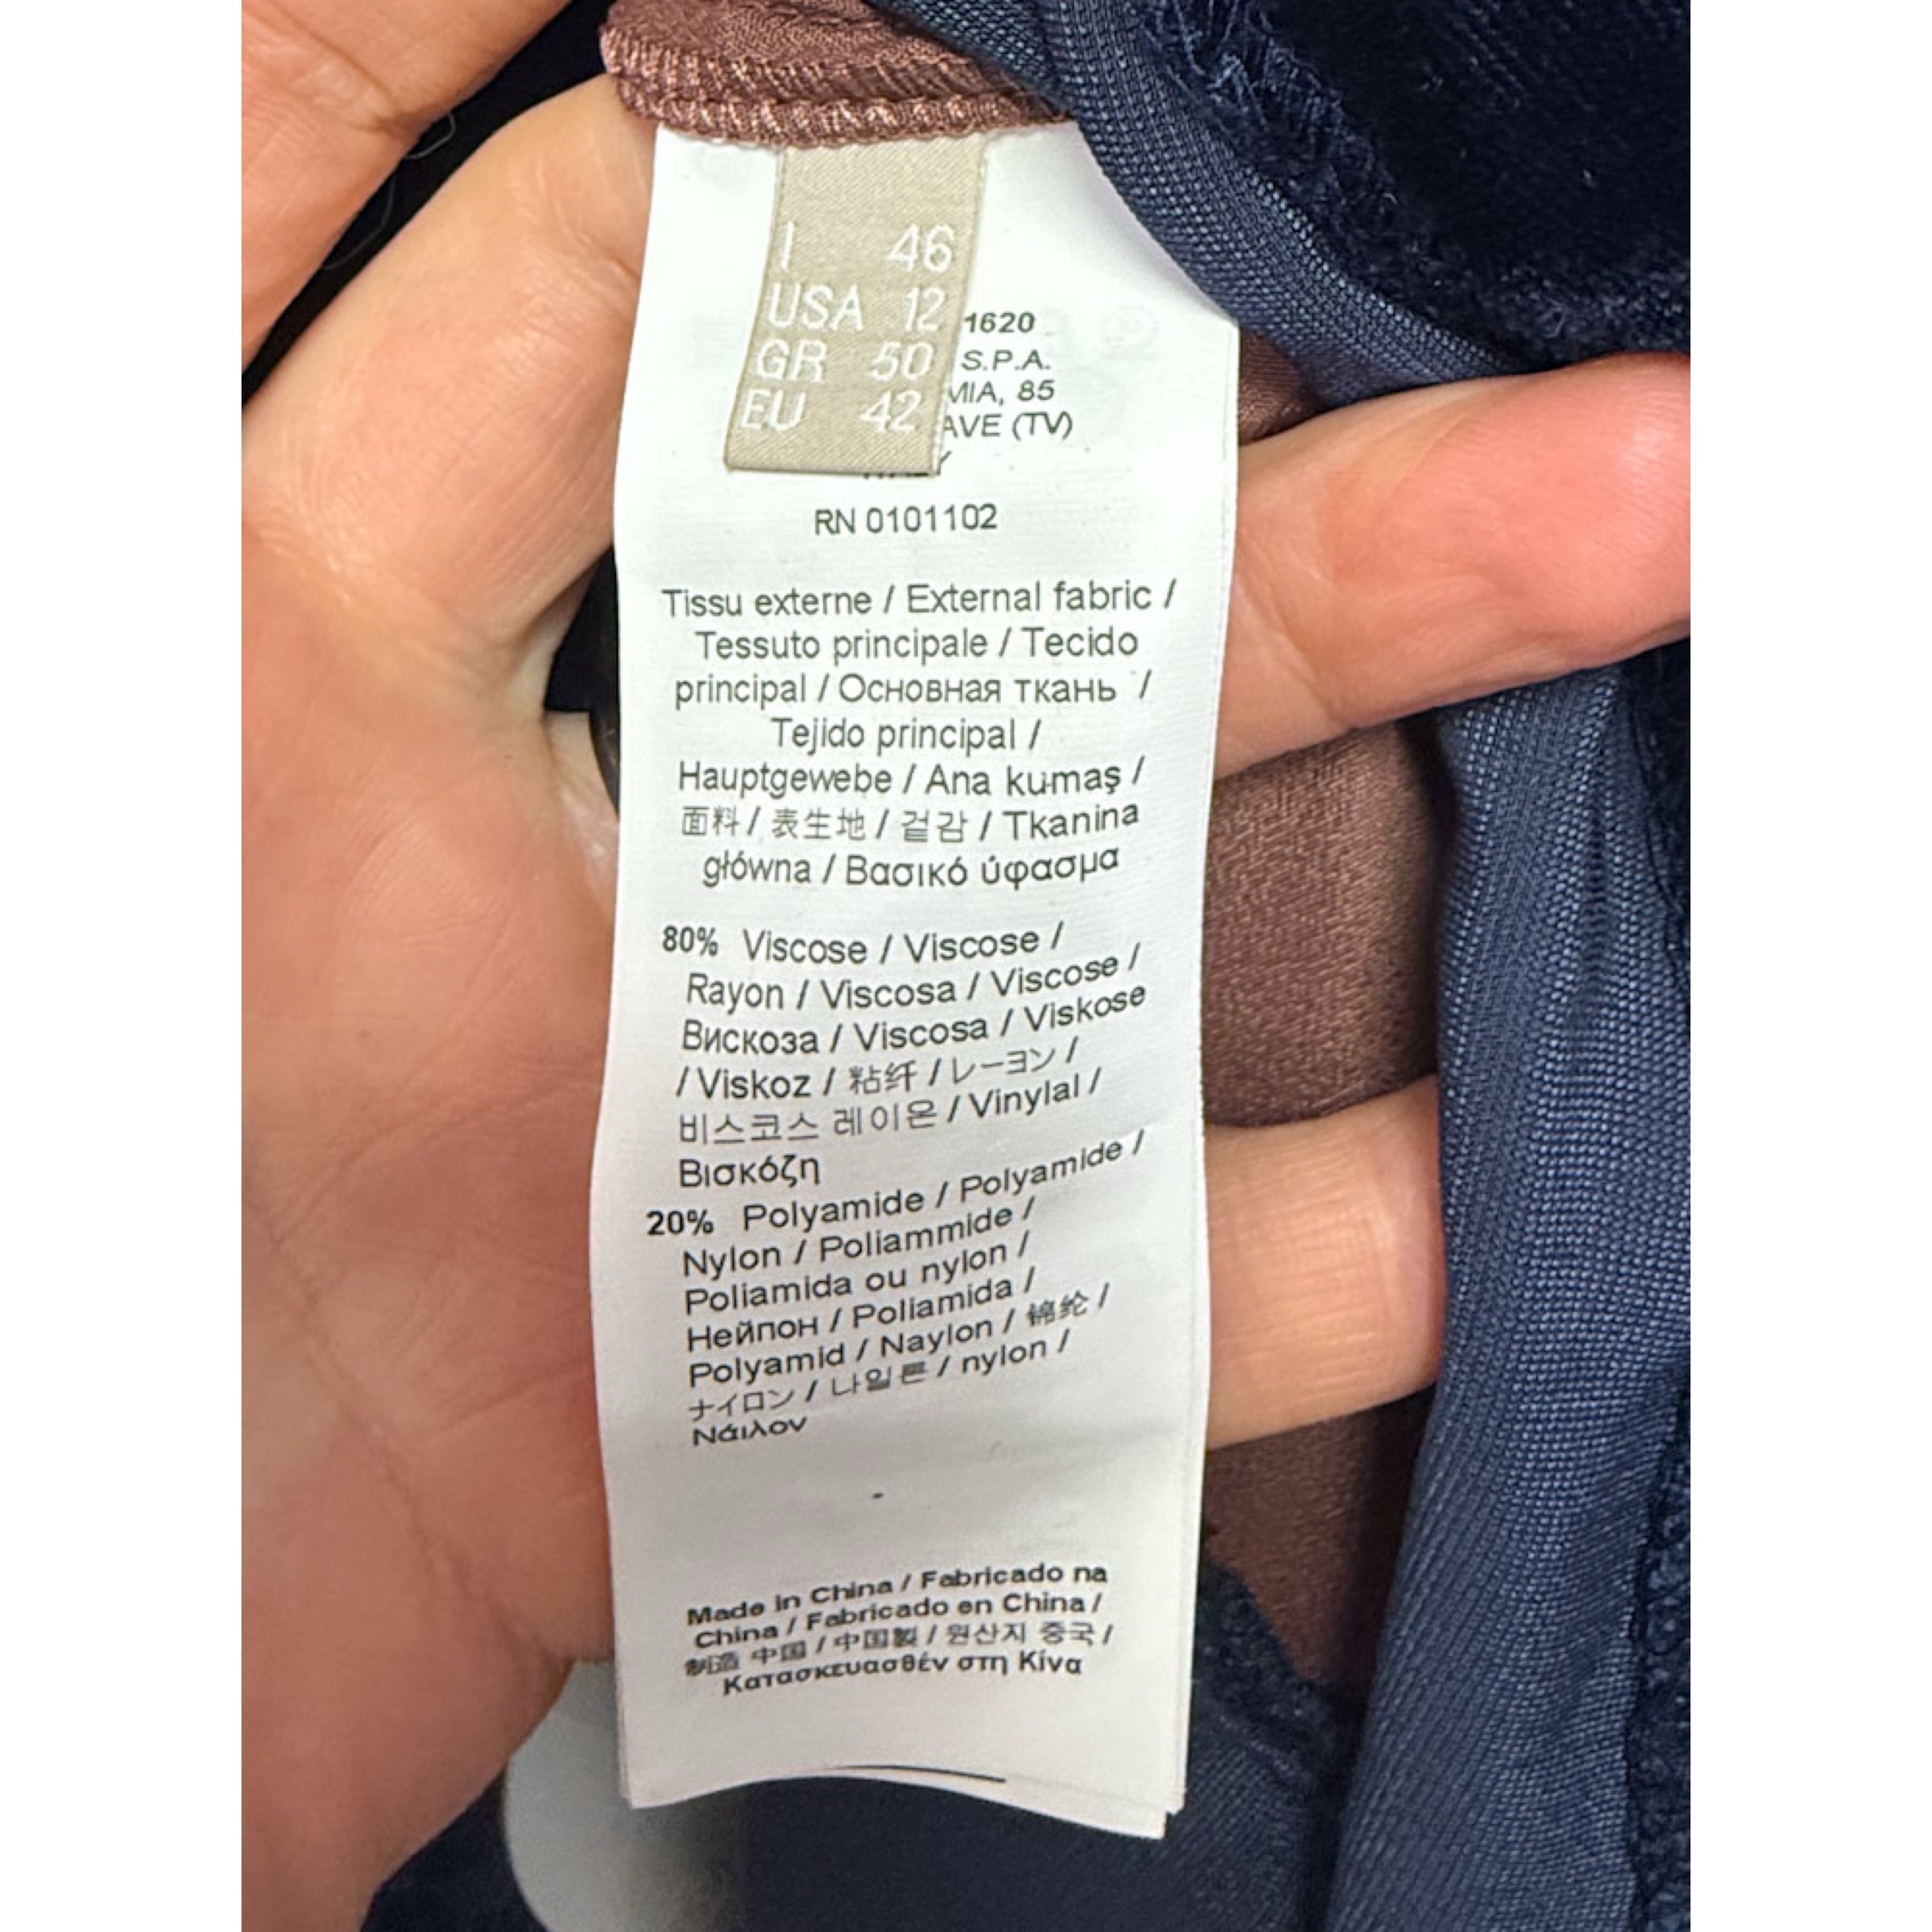 I 46
USA 12
GR 50
EU 42
1620
S.P.A.
85
(TV)
RN 0101102
Tissu externe / External fabric /
Tessuto principale / Tecido
principal / Основная ткань /
Tejido principal /
Hauptgewebe / Ana kumaş /
面料 / 表生地 / 겉감 / Tkanina
główna / Βασικό ύφασμα
80% Viscose / Viscose /
Rayon / Viscosa / Viscose /
Вискоза / Viscosa / Viskose
/ Viskoz / 粘纤 / レーヨン /
비스코스 레이온 / Vinylal /
Βισκόζη
20% Polyamide / Polyamide /
Nylon / Poliammide /
Poliamida ou nylon /
Нейлон / Poliamida /
Polyamid / Naylon / 锦纶 /
ナイロン / 나일론 / nylon /
Νάιλον
Made in China / Fabricado na
China / Fabricado en China /
制造 中国 / 中国製 / 원산지 중국 /
Κατασκευασθέν στη Κίνα